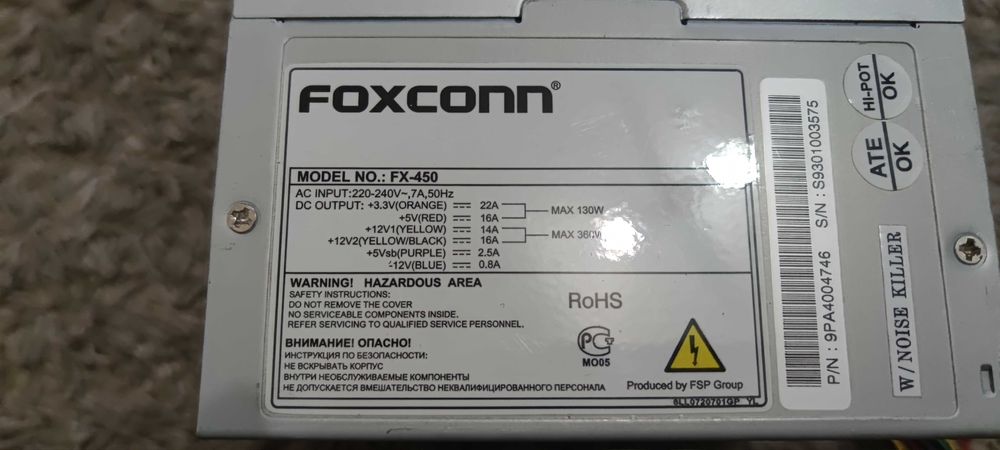 FOXCONN®
MODEL NO.: FX-450
AC INPUT:220-240V~,7A,50Hz
DC OUTPUT: +3.3V(ORANGE) 22A
+5V(RED) 16A
MAX 130W
+12V1(YELLOW) 14A
+12V2(YELLOW/BLACK) 16A
MAX 360W
+5Vsb(PURPLE) 2.5A
-12V(BLUE) 0.8A
WARNING! HAZARDOUS AREA
SAFETY INSTRUCTIONS:
DO NOT REMOVE THE COVER
NO SERVICEABLE COMPONENTS INSIDE.
REFER SERVICING TO QUALIFIED SERVICE PERSONNEL.
ВНИМАНИЕ! ОПАСНО!
ИНСТРУКЦИЯ ПО БЕЗОПАСНОСТИ:
НЕ ВСКРЫВАТЬ КОРПУС
ВНУТРИ НЕОБСЛУЖИВАЕМЫЕ КОМПОНЕНТЫ
НЕ ДОПУСКАЕТСЯ ВМЕШАТЕЛЬСТВО НЕКВАЛИФИЦИРОВАННОГО ПЕРСОНАЛА
RoHS
МО05
Produced by FSP Group
6LL0720701GP YL
P/N : 9PA4004746 S/N : S9301003575
HI-POT
OK
ATE
OK
W/NOISE KILLER